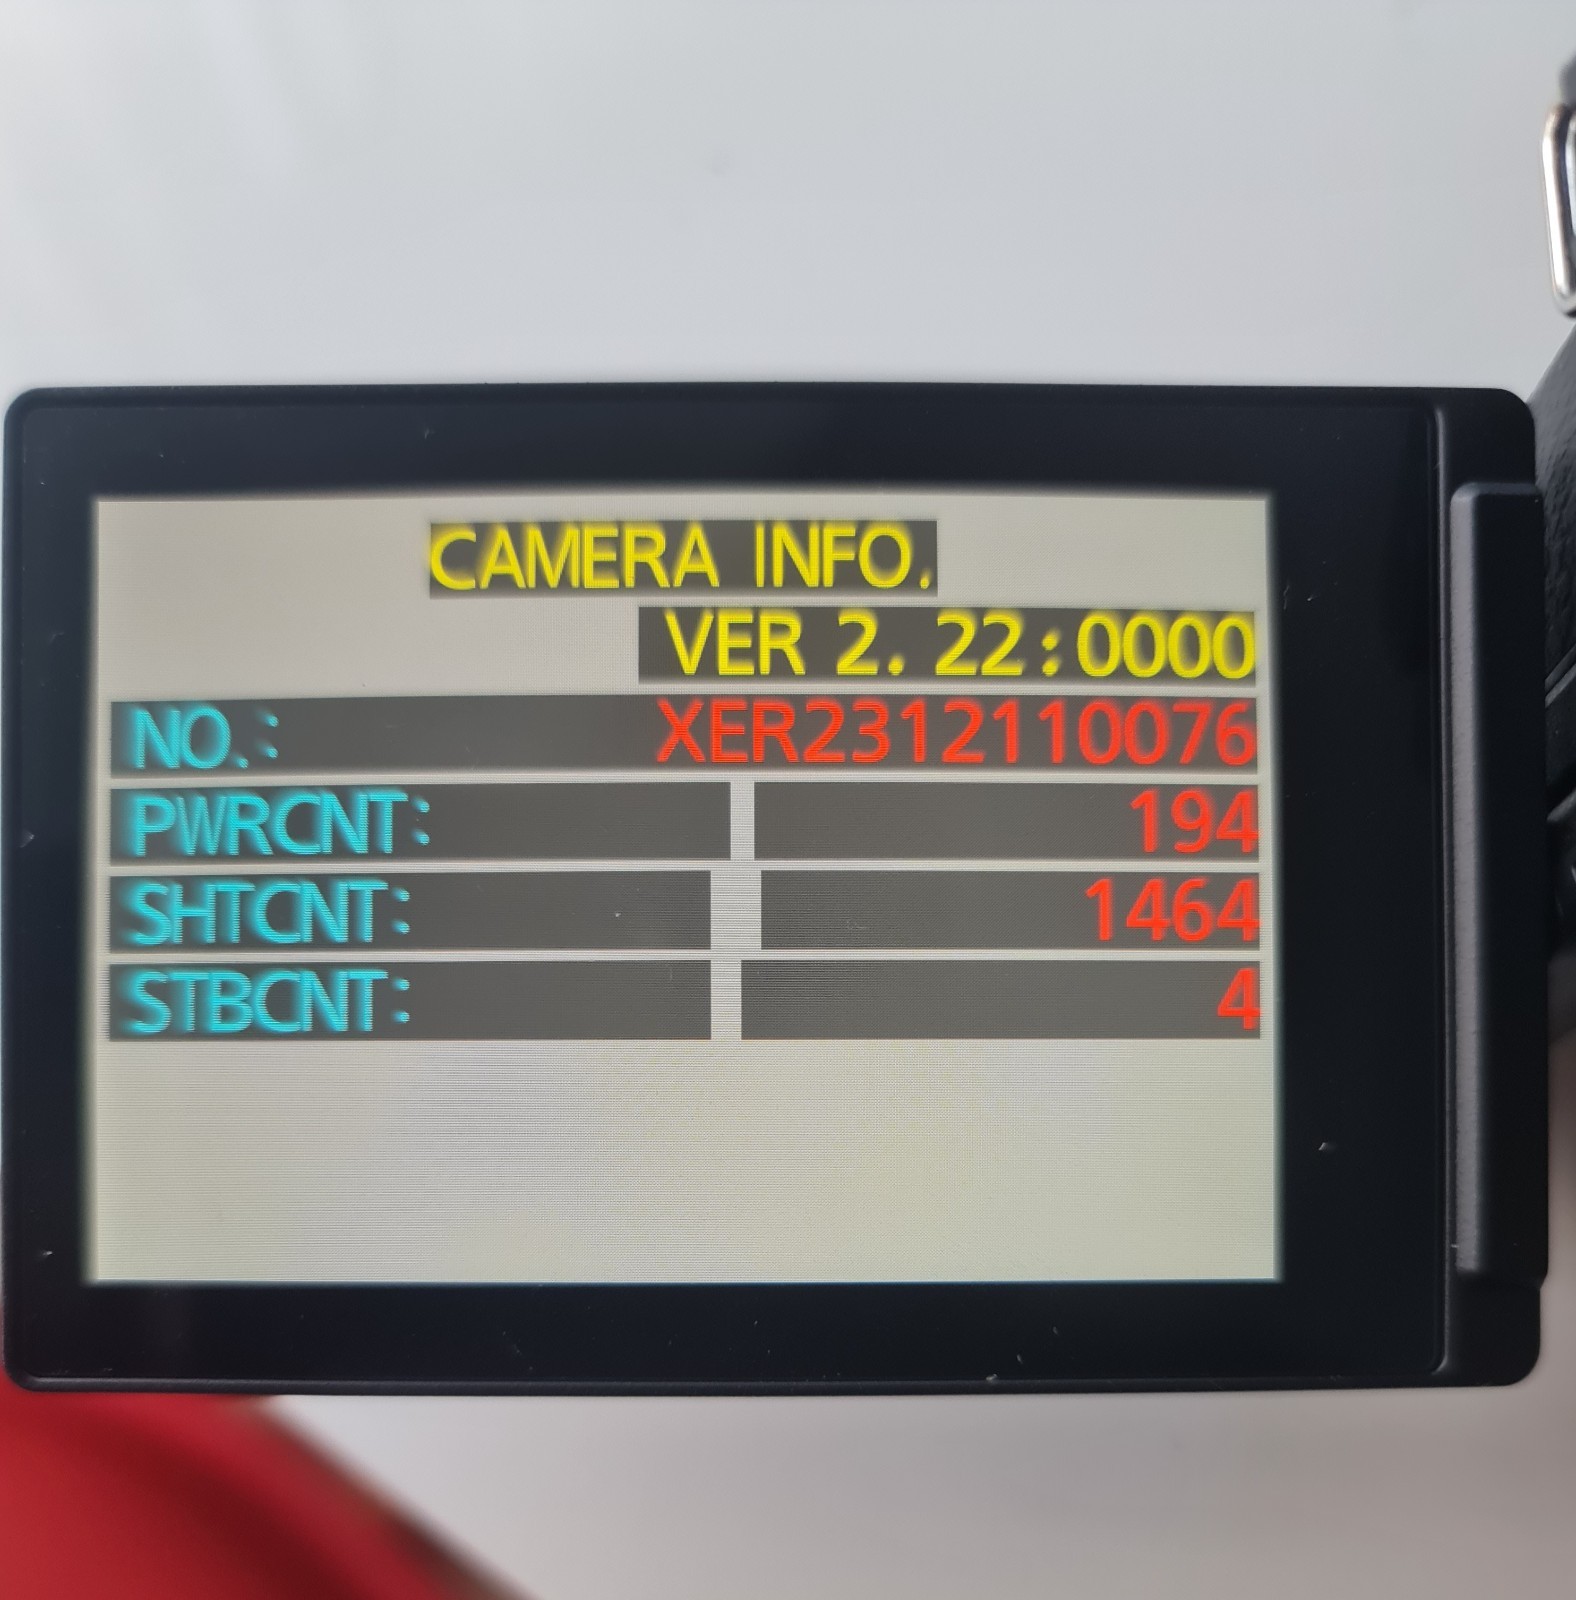 CAMERA INFO.
VER 2. 22:0000
NO.: XER2312110076
PWRCNT: 194
SHTCNT: 1464
STBCNT: 4